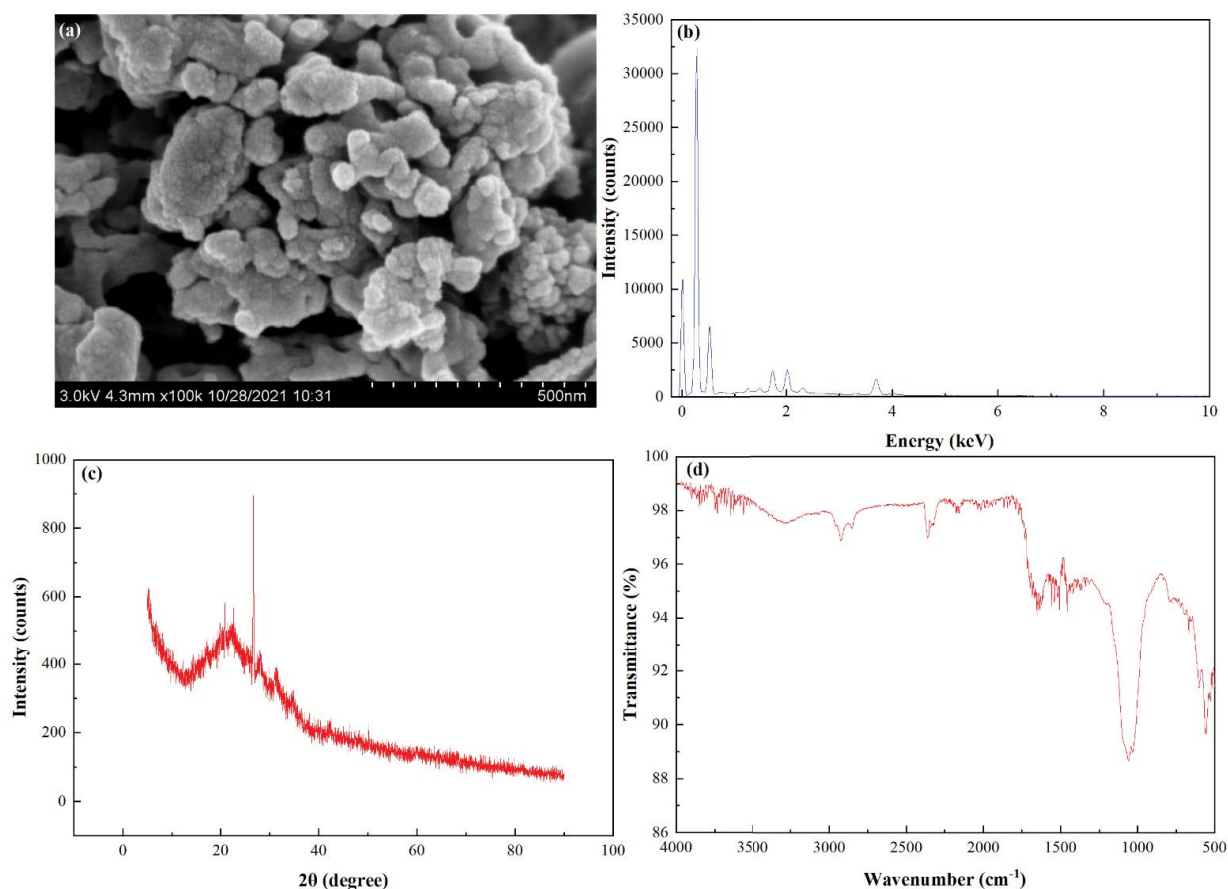 (a)
3.0kV 4.3mm x100k 10/28/2021 10:31 500nm
(b)
35000
30000
25000
20000
15000
10000
5000
0
Intensity (counts)
0 2 4 6 8 10
Energy (keV)
(c)
1000
800
600
400
200
0
Intensity (counts)
0 20 40 60 80 100
2θ (degree)
(d)
100
98
96
94
92
90
88
86
Transmittance (%)
4000 3500 3000 2500 2000 1500 1000 500
Wavenumber (cm⁻¹)